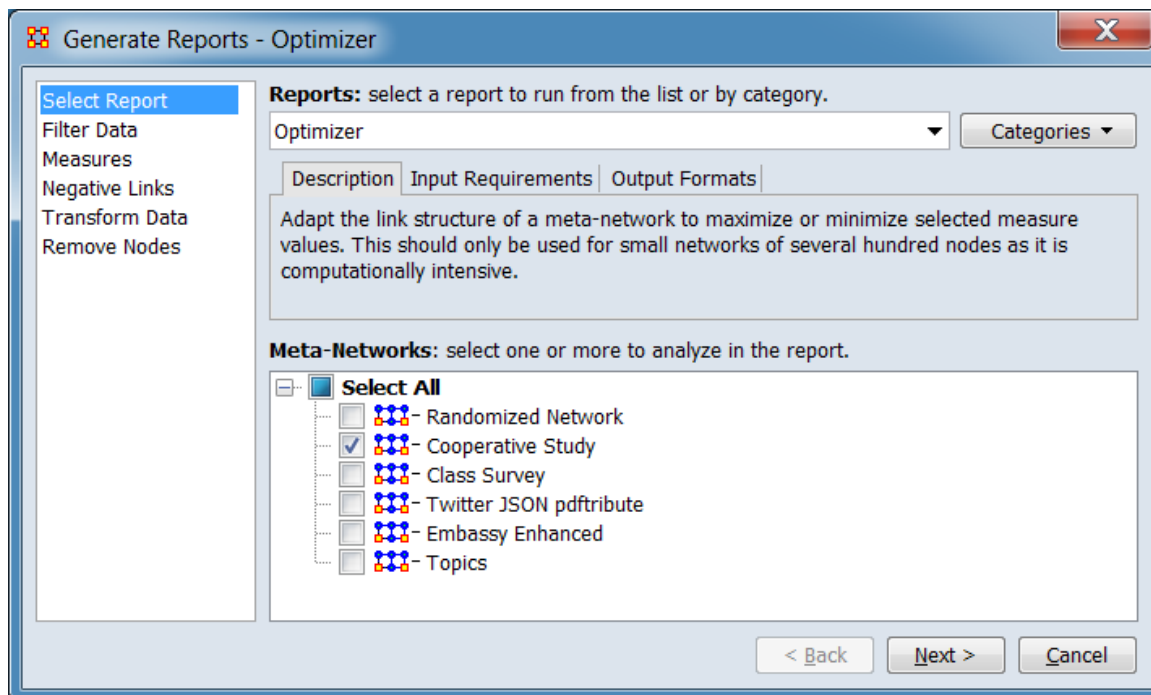 Generate Reports - Optimizer
X
Select Report
Filter Data
Measures
Negative Links
Transform Data
Remove Nodes
Reports: select a report to run from the list or by category.
Optimizer
Categories
Description Input Requirements Output Formats
Adapt the link structure of a meta-network to maximize or minimize selected measure
values. This should only be used for small networks of several hundred nodes as it is
computationally intensive.
Meta-Networks: select one or more to analyze in the report.
Select All
Randomized Network
Cooperative Study
Class Survey
Twitter JSON pdftribute
Embassy Enhanced
Topics
< Back Next > Cancel